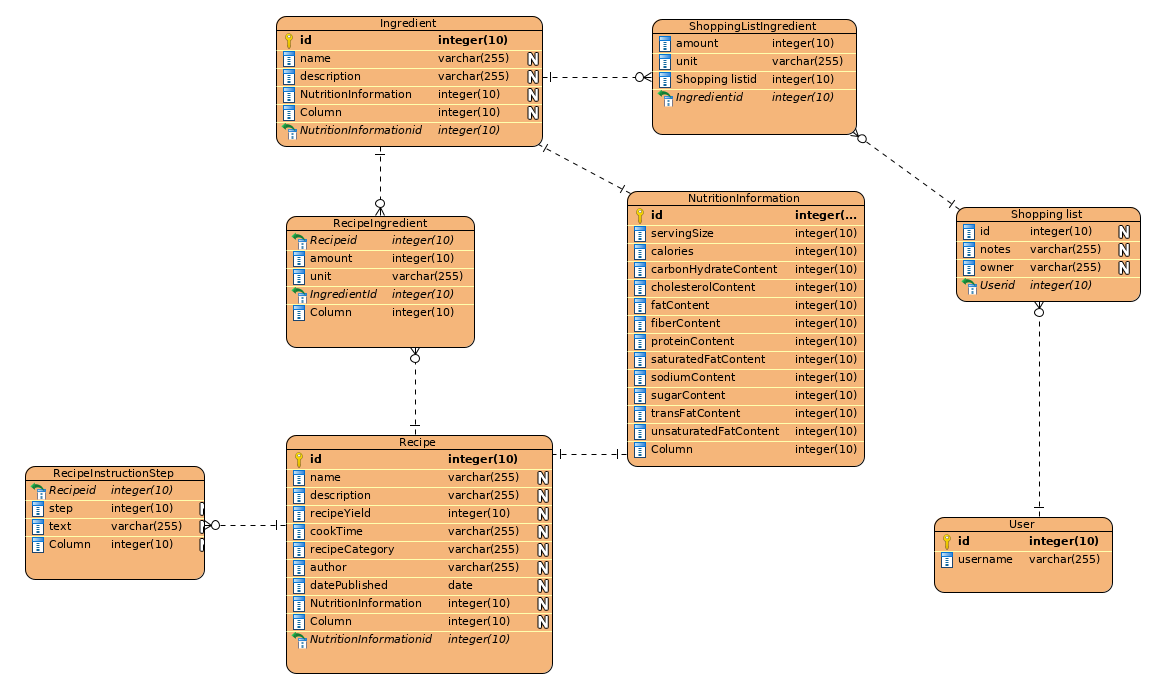 Ingredient
id integer(10)
name varchar(255) N
description varchar(255) N
NutritionInformation integer(10) N
Column integer(10) N
NutritionInformationid integer(10)
ShoppingListIngredient
amount integer(10)
unit varchar(255)
Shopping listid integer(10)
Ingredientid integer(10)
RecipeIngredient
Recipeid integer(10)
amount integer(10)
unit varchar(255)
IngredientId integer(10)
Column integer(10)
NutritionInformation
id integer(...
servingSize integer(10)
calories integer(10)
carbonHydrateContent integer(10)
cholesterolContent integer(10)
fatContent integer(10)
fiberContent integer(10)
proteinContent integer(10)
saturatedFatContent integer(10)
sodiumContent integer(10)
sugarContent integer(10)
transFatContent integer(10)
unsaturatedFatContent integer(10)
Column integer(10)
Shopping list
id integer(10) N
notes varchar(255) N
owner varchar(255) N
Userid integer(10)
Recipe
id integer(10)
name varchar(255) N
description varchar(255) N
recipeYield integer(10) N
cookTime varchar(255) N
recipeCategory varchar(255) N
author varchar(255) N
datePublished date N
NutritionInformation integer(10) N
Column integer(10) N
NutritionInformationid integer(10)
RecipeInstructionStep
Recipeid integer(10)
step integer(10)
text varchar(255)
Column integer(10)
User
id integer(10)
username varchar(255)